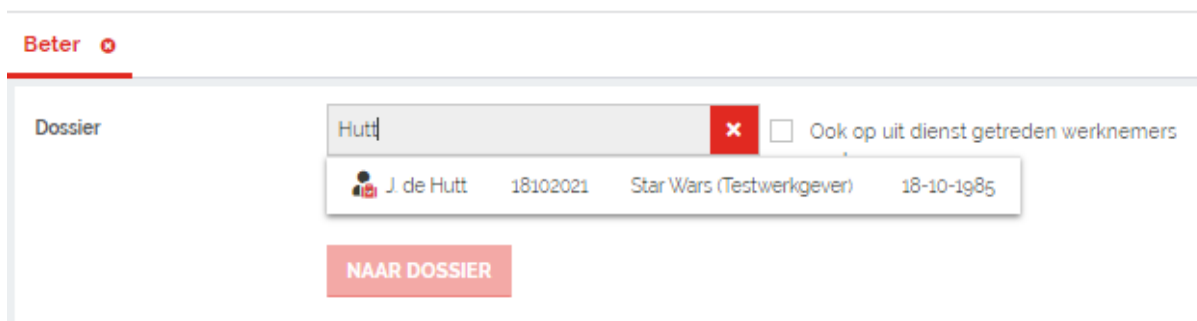 Beter
Dossier
Hutt
Ook op uit dienst getreden werknemers
J. de Hutt 18102021 Star Wars (Testwerkgever) 18-10-1985
NAAR DOSSIER